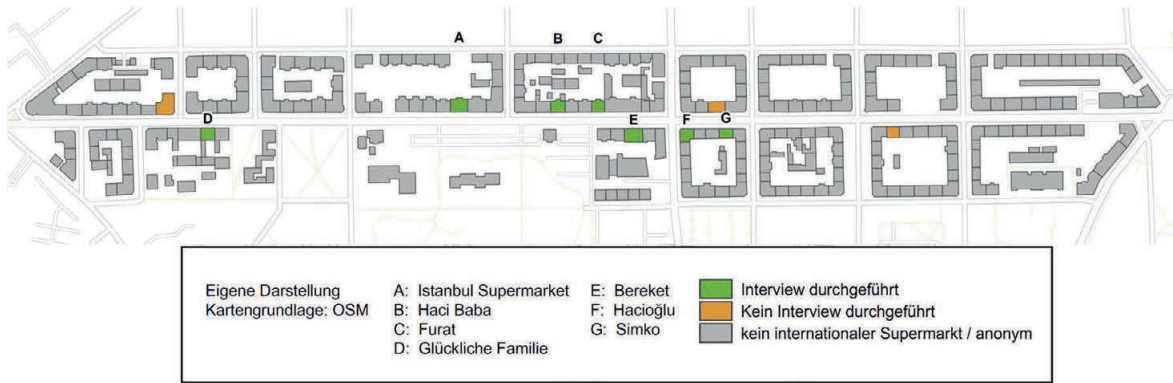 A
B
C
D
E
F
G
Eigene Darstellung
Kartengrundlage: OSM
A: Istanbul Supermarket
B: Haci Baba
C: Furat
D: Glückliche Familie
E: Bereket
F: Hacioğlu
G: Simko
Interview durchgeführt
Kein Interview durchgeführt
kein internationaler Supermarkt / anonym